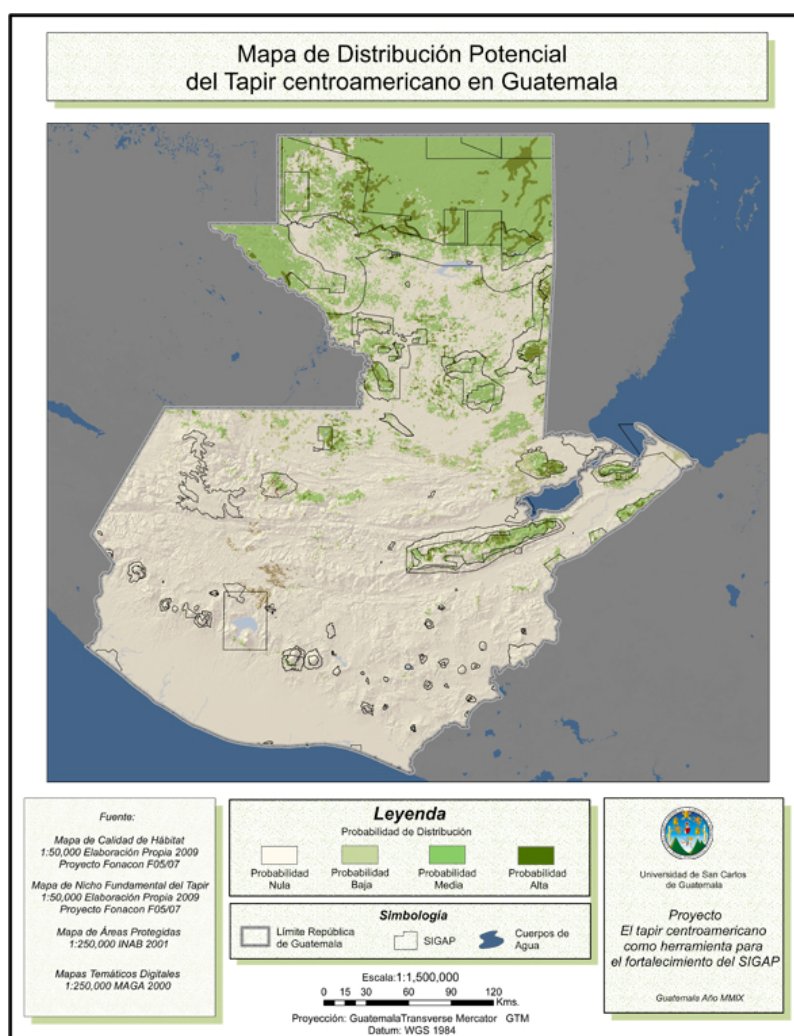 Mapa de Distribución Potencial
del Tapir centroamericano en Guatemala
Fuente:
Mapa de Calidad de Hábitat
1:50,000 Elaboración Propia 2009
Proyecto Fonacon F05/07
Mapa de Nicho Fundamental del Tapir
1:50,000 Elaboración Propia 2009
Proyecto Fonacon F05/07
Mapa de Áreas Protegidas
1:250,000 INAB 2001
Mapas Temáticos Digitales
1:250,000 MAGA 2000
Leyenda
Probabilidad de Distribución
Probabilidad Nula
Probabilidad Baja
Probabilidad Media
Probabilidad Alta
Simbología
Límite República
de Guatemala
SIGAP
Cuerpos de
Agua
Escala:1:1,500,000
0 15 30 60 90 120
Kms.
Proyección: GuatemalaTransverse Mercator GTM
Datum: WGS 1984
Universidad de San Carlos
de Guatemala
Proyecto
El tapir centroamericano
como herramienta para
el fortalecimiento del SIGAP
Guatemala Año MMIX